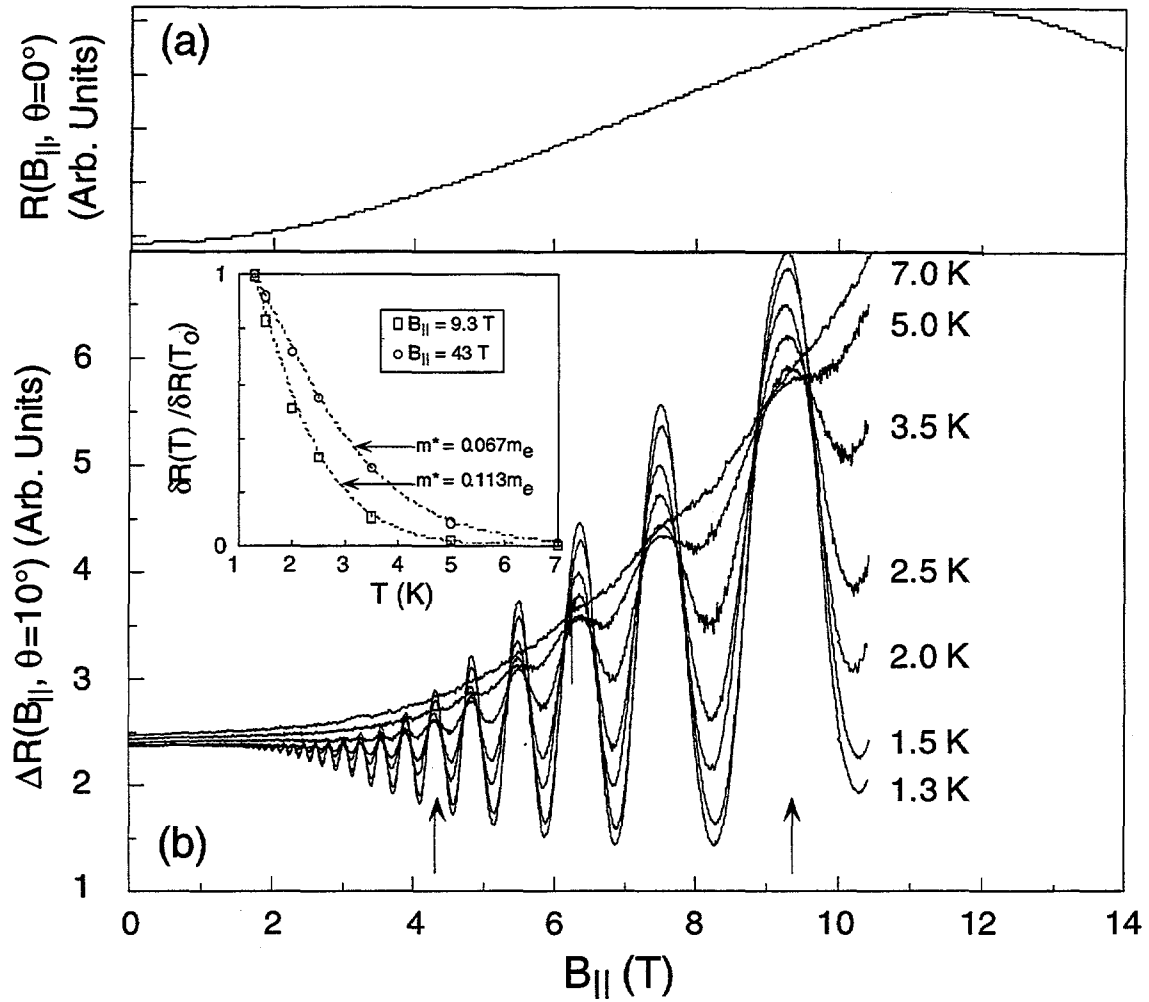 (a)
R(B||, θ=0°)
(Arb. Units)
ΔR(B||, θ=10°) (Arb. Units)
6
5
4
3
2
1
(b)
7.0 K
5.0 K
3.5 K
2.5 K
2.0 K
1.5 K
1.3 K
δR(T) /δR(To)
1
0
B|| = 9.3 T
B|| = 43 T
m* = 0.067me
m* = 0.113me
1 2 3 4 5 6 7
T (K)
0 2 4 6 8 10 12 14
B|| (T)